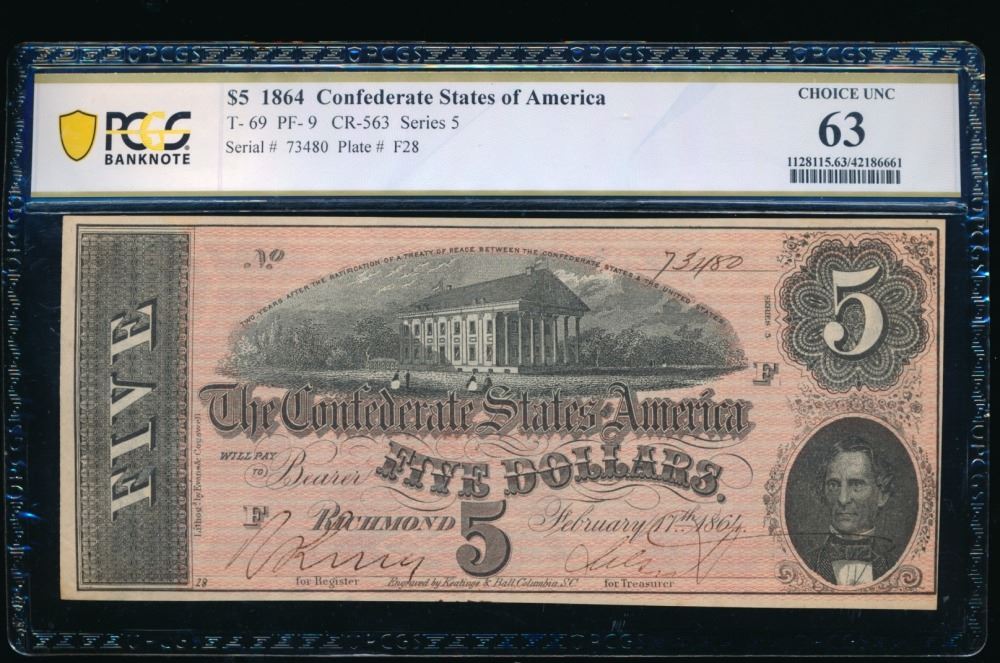 $5 1864 Confederate States of America
T- 69 PF- 9 CR-563 Series 5
Serial # 73480 Plate # F28
PCGS
BANKNOTE
CHOICE UNC
63
1128115.63/42186661
FIVE
No
73480
TWO YEARS AFTER THE RATIFICATION OF A TREATY OF PEACE BETWEEN THE CONFEDERATE STATES & THE UNITED STATES
SERIES 5
5
F
The Confederate States America
WILL PAY
TO
Bearer
FIVE DOLLARS.
F
RICHMOND
5
February 17th 1864.
28
for Register
Engraved by Keatinge & Ball, Columbia, S.C
for Treasurer